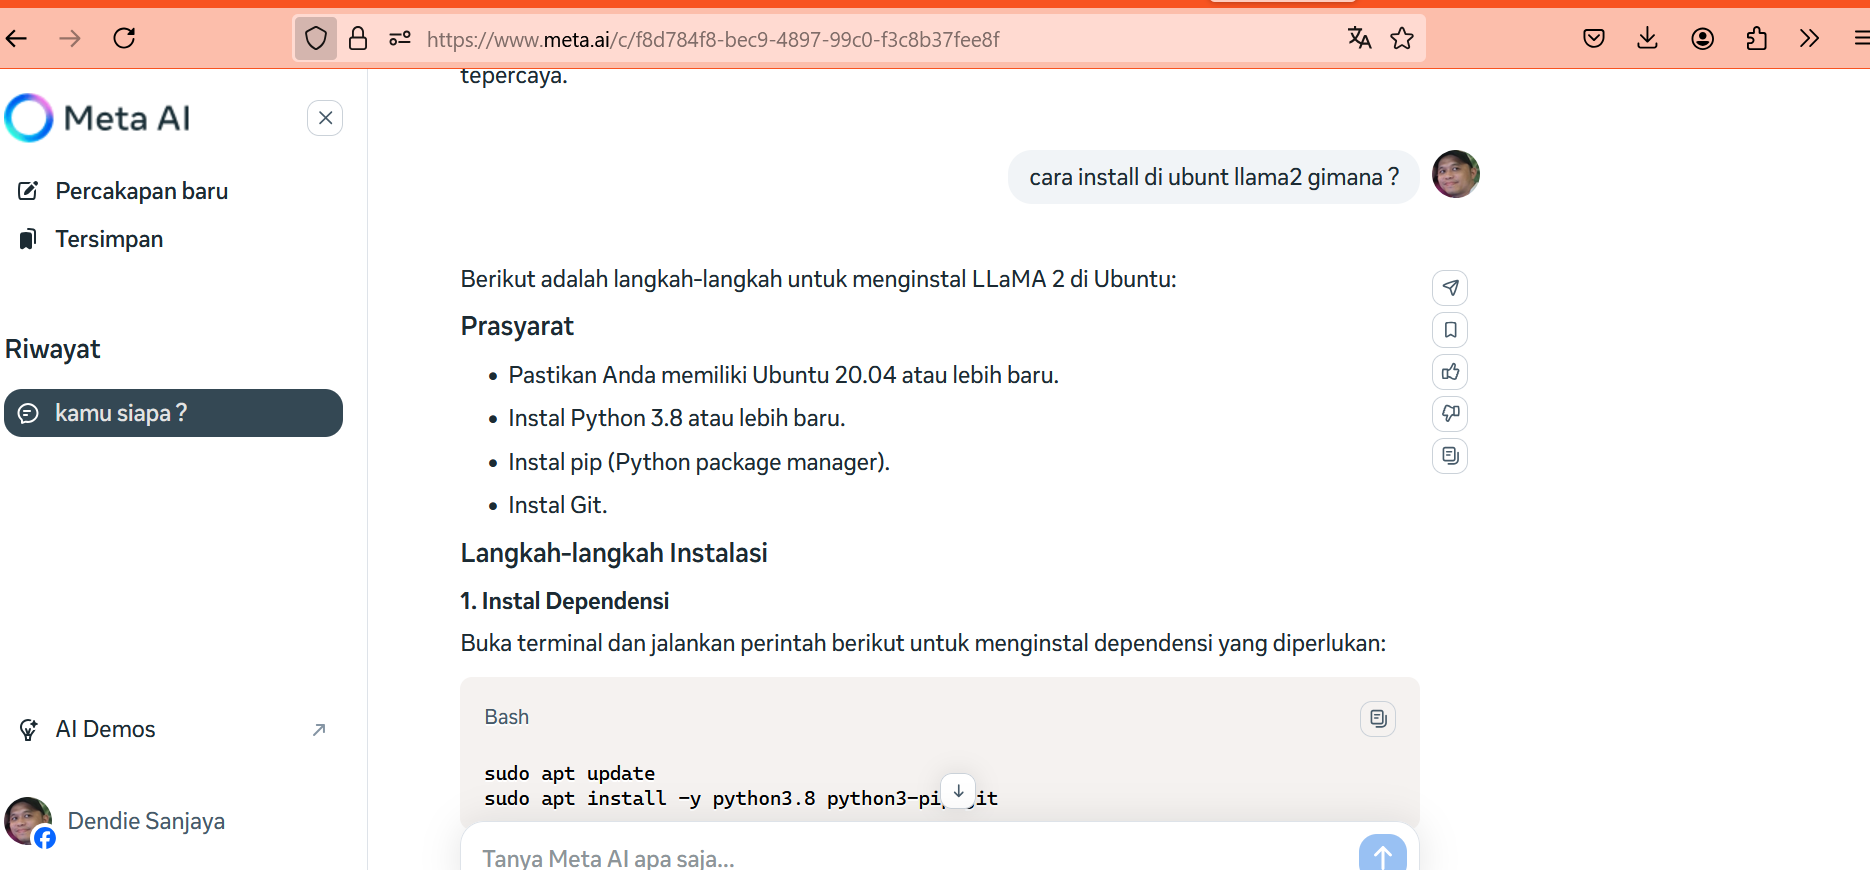 https://www.meta.ai/c/f8d784f8-bec9-4897-99c0-f3c8b37fee8f
Meta AI
Percakapan baru
Tersimpan
Riwayat
kamu siapa ?
AI Demos
Dendie Sanjaya
tepercaya.
cara install di ubunt llama2 gimana ?
Berikut adalah langkah-langkah untuk menginstal LLaMA 2 di Ubuntu:
Prasyarat
• Pastikan Anda memiliki Ubuntu 20.04 atau lebih baru.
• Instal Python 3.8 atau lebih baru.
• Instal pip (Python package manager).
• Instal Git.
Langkah-langkah Instalasi
1. Instal Dependensi
Buka terminal dan jalankan perintah berikut untuk menginstal dependensi yang diperlukan:
Bash
sudo apt update
sudo apt install -y python3.8 python3-pip git
Tanya Meta AI apa saja...